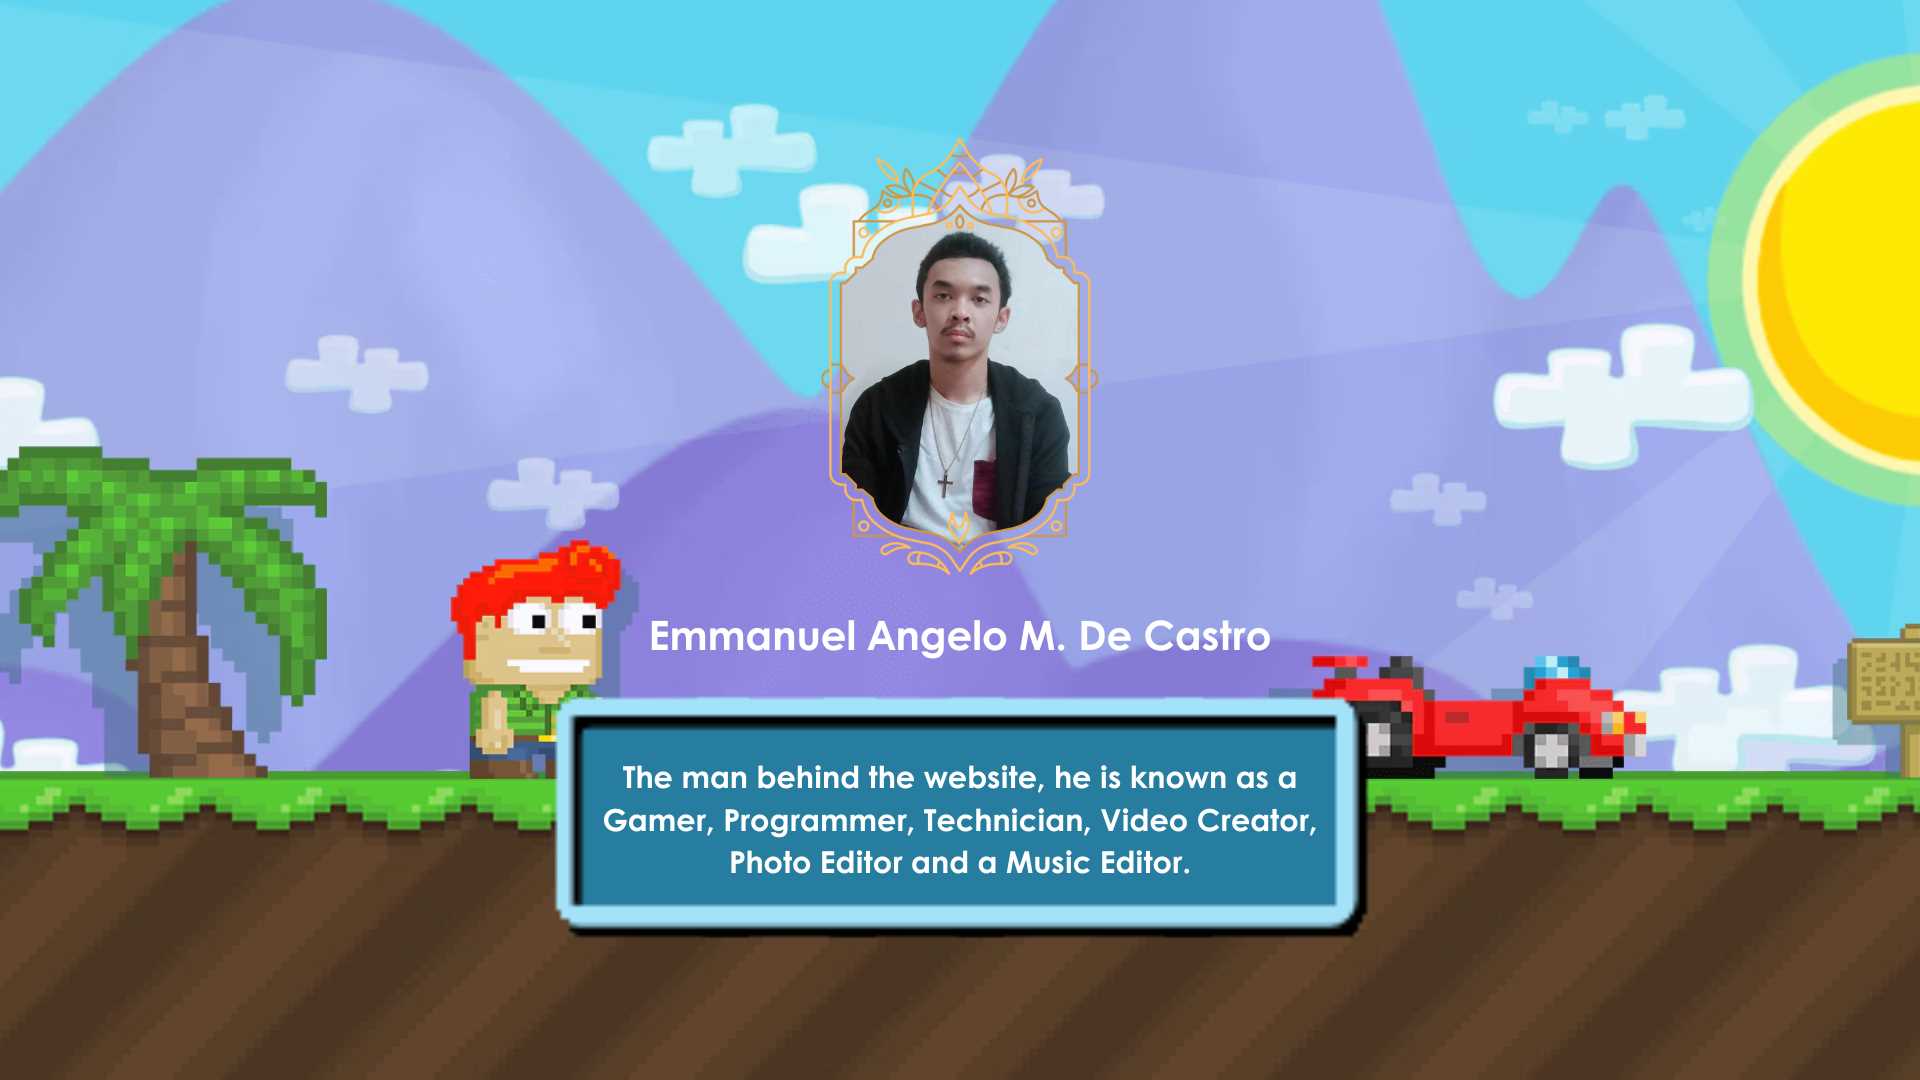 Emmanuel Angelo M. De Castro
The man behind the website, he is known as a
Gamer, Programmer, Technician, Video Creator,
Photo Editor and a Music Editor.